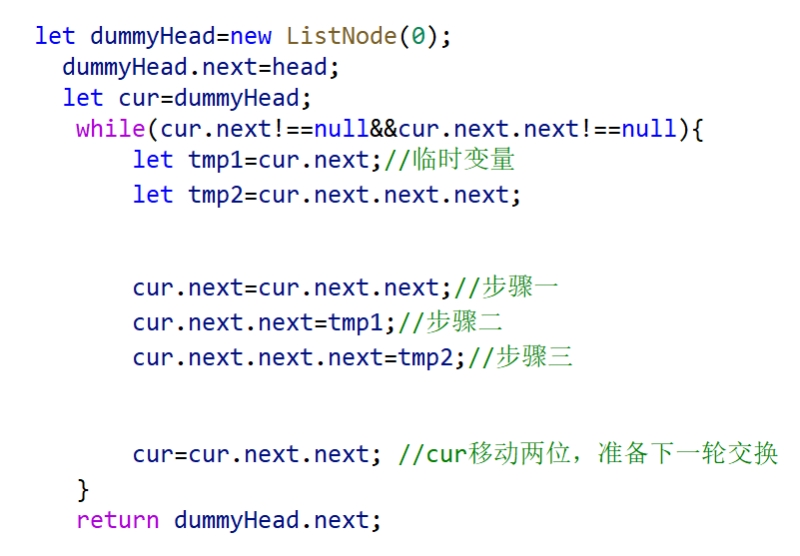 let dummyHead=new ListNode(0);
dummyHead.next=head;
let cur=dummyHead;
while(cur.next!==null&&cur.next.next!==null){
let tmp1=cur.next;//临时变量
let tmp2=cur.next.next.next;
cur.next=cur.next.next;//步骤一
cur.next.next=tmp1;//步骤二
cur.next.next.next=tmp2;//步骤三
cur=cur.next.next; //cur移动两位，准备下一轮交换
}
return dummyHead.next;